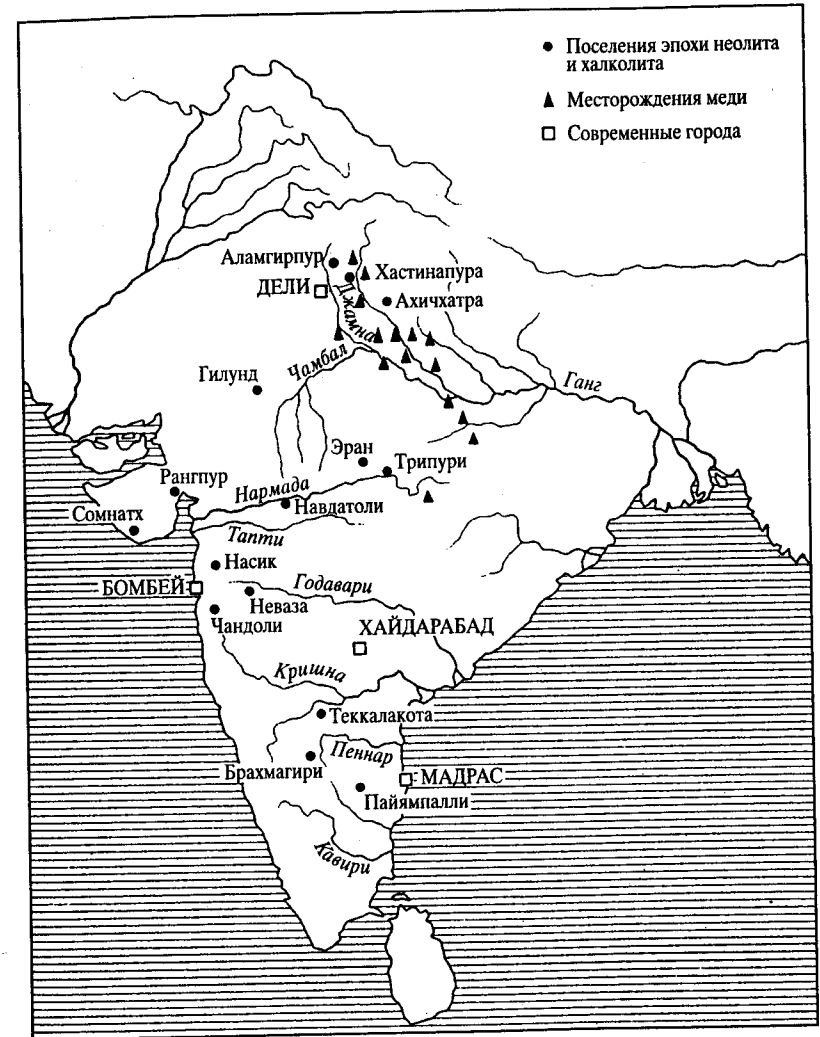 Поселения эпохи неолита
и халколита
Месторождения меди
Современные города
Аламгирпур
Хастинапура
ДЕЛИ
Джамна
Ахичхатра
Чамбал
Гилунд
Ганг
Эран
Трипури
Рангпур
Нармада
Навдатоли
Сомнатх
Тапти
Насик
БОМБЕЙ
Годавари
Неваза
Чандоли
ХАЙДАРАБАД
Кришна
Теккалакота
Пеннар
Брахмагири
МАДРАС
Пайямпалли
Кавири